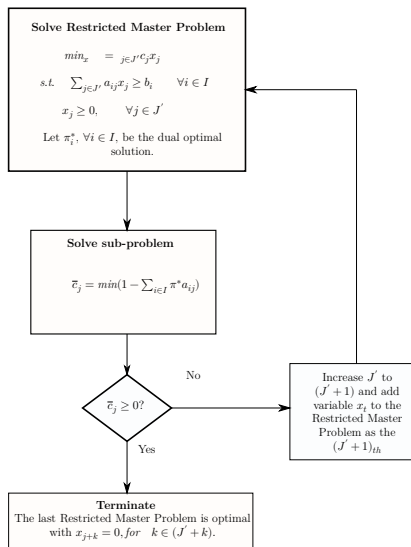 Solve Restricted Master Problem
min_x = _{j∈J'} c_j x_j
s.t. ∑_{j∈J'} a_{ij} x_j ≥ b_i ∀i ∈ I
x_j ≥ 0, ∀j ∈ J'
Let π_i^*, ∀i ∈ I, be the dual optimal
solution.
Solve sub-problem
c̅_j = min(1 − ∑_{i∈I} π^* a_{ij})
No
c̅_j ≥ 0?
Yes
Increase J' to
(J' + 1) and add
variable x_t to the
Restricted Master
Problem as the
(J' + 1)_{th}
Terminate
The last Restricted Master Problem is optimal
with x_{j+k} = 0, for k ∈ (J' + k).